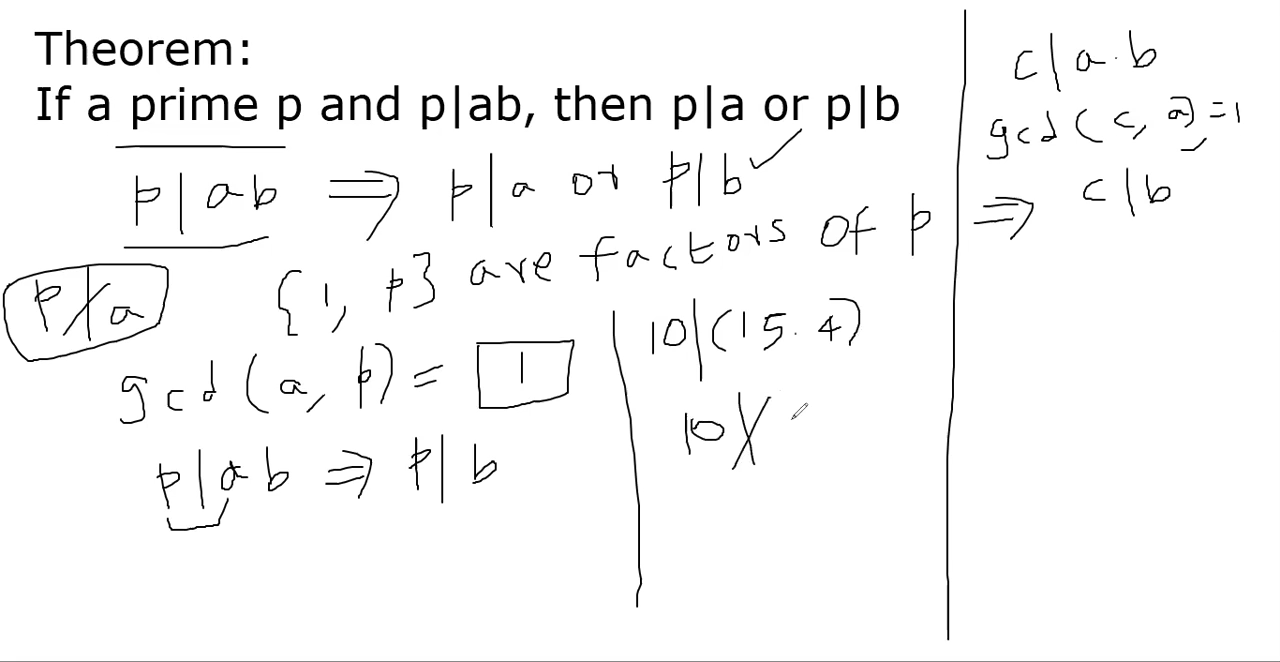 Theorem:
If a prime p and p|ab, then p|a or p|b
p|ab ⇒ p|a or p|b ✓
{1, p} are factors of p
p∤a
gcd(a, p) = 1
p|ab ⇒ p|b
10|(15.4)
10∤
c|a.b
gcd(c, a)=1
⇒ c|b